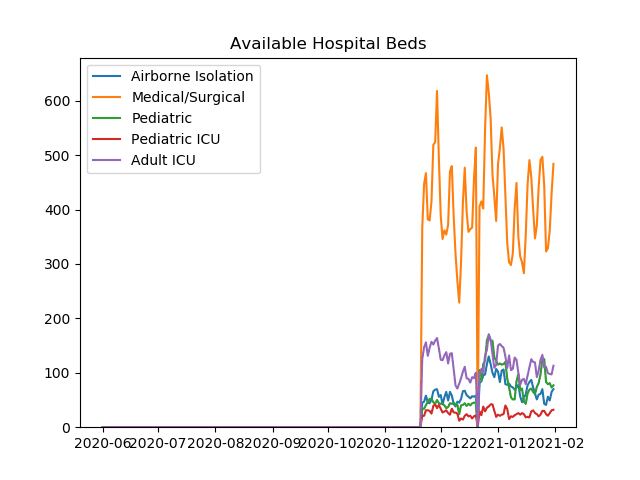 Available Hospital Beds
Airborne Isolation
Medical/Surgical
Pediatric
Pediatric ICU
Adult ICU
600
500
400
300
200
100
0
2020-06 2020-07 2020-08 2020-09 2020-10 2020-11 2020-12 2021-01 2021-02